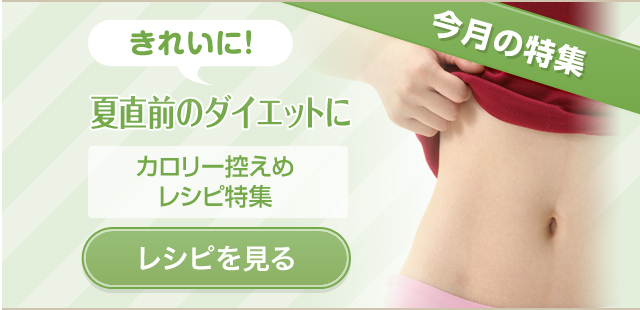 今月の特集
きれいに!
夏直前のダイエットに
カロリー控えめ
レシピ特集
レシピを見る